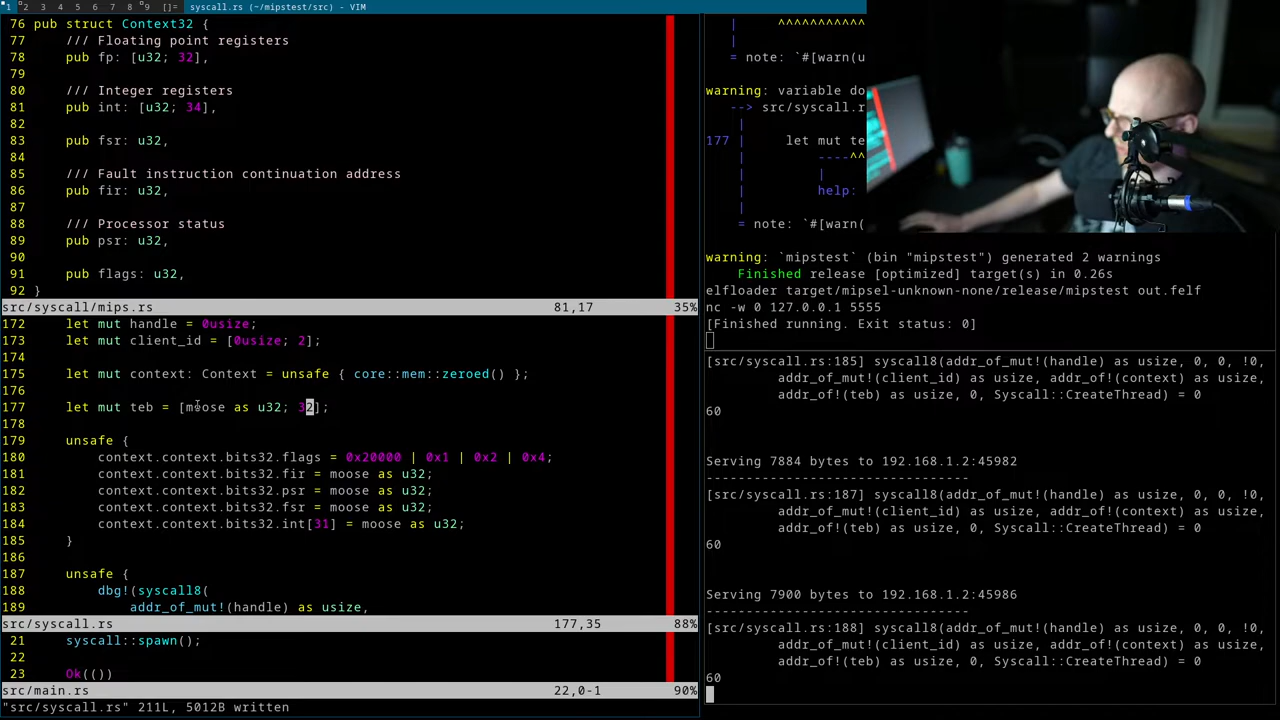 1 2 3 4 5 6 7 8 9 []= syscall.rs (~/mipstest/src) - VIM
76 pub struct Context32 {
77     /// Floating point registers
78     pub fp: [u32; 32],
79
80     /// Integer registers
81     pub int: [u32; 34],
82
83     pub fsr: u32,
84
85     /// Fault instruction continuation address
86     pub fir: u32,
87
88     /// Processor status
89     pub psr: u32,
90
91     pub flags: u32,
92 }
src/syscall/mips.rs 81,17 35%
172     let mut handle = 0usize;
173     let mut client_id = [0usize; 2];
174
175     let mut context: Context = unsafe { core::mem::zeroed() };
176
177     let mut teb = [moose as u32; 32];
178
179     unsafe {
180         context.context.bits32.flags = 0x20000 | 0x1 | 0x2 | 0x4;
181         context.context.bits32.fir = moose as u32;
182         context.context.bits32.psr = moose as u32;
183         context.context.bits32.fsr = moose as u32;
184         context.context.bits32.int[31] = moose as u32;
185     }
186
187     unsafe {
188         dbg!(syscall8(
189             addr_of_mut!(handle) as usize,
src/syscall.rs 177,35 88%
21     syscall::spawn();
22
23     Ok(())
src/main.rs 22,0-1 90%
"src/syscall.rs" 211L, 5012B written
^^^^^^^^^^^
|
= note: `#[warn(u
warning: variable do
--> src/syscall.r
|
177 |     let mut te
|         ----^^
|         |
|         help:
|
= note: `#[warn(
warning: `mipstest` (bin "mipstest") generated 2 warnings
Finished release [optimized] target(s) in 0.26s
elfloader target/mipsel-unknown-none/release/mipstest out.felf
nc -w 0 127.0.0.1 5555
[Finished running. Exit status: 0]
[src/syscall.rs:185] syscall8(addr_of_mut!(handle) as usize, 0, 0, !0,
addr_of_mut!(client_id) as usize, addr_of!(context) as usize,
addr_of!(teb) as usize, 0, Syscall::CreateThread) = 0
60
Serving 7884 bytes to 192.168.1.2:45982
---------------------------------
[src/syscall.rs:187] syscall8(addr_of_mut!(handle) as usize, 0, 0, !0,
addr_of_mut!(client_id) as usize, addr_of!(context) as usize,
addr_of!(teb) as usize, 0, Syscall::CreateThread) = 0
60
Serving 7900 bytes to 192.168.1.2:45986
---------------------------------
[src/syscall.rs:188] syscall8(addr_of_mut!(handle) as usize, 0, 0, !0,
addr_of_mut!(client_id) as usize, addr_of!(context) as usize,
addr_of!(teb) as usize, 0, Syscall::CreateThread) = 0
60